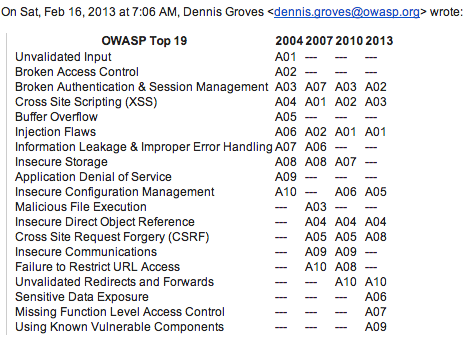 On Sat, Feb 16, 2013 at 7:06 AM, Dennis Groves <dennis.groves@owasp.org> wrote:
OWASP Top 19 2004 2007 2010 2013
Unvalidated Input A01 --- --- ---
Broken Access Control A02 --- --- ---
Broken Authentication & Session Management A03 A07 A03 A02
Cross Site Scripting (XSS) A04 A01 A02 A03
Buffer Overflow A05 --- --- ---
Injection Flaws A06 A02 A01 A01
Information Leakage & Improper Error Handling A07 A06 --- ---
Insecure Storage A08 A08 A07 ---
Application Denial of Service A09 --- --- ---
Insecure Configuration Management A10 --- A06 A05
Malicious File Execution --- A03 --- ---
Insecure Direct Object Reference --- A04 A04 A04
Cross Site Request Forgery (CSRF) --- A05 A05 A08
Insecure Communications --- A09 A09 ---
Failure to Restrict URL Access --- A10 A08 ---
Unvalidated Redirects and Forwards --- --- A10 A10
Sensitive Data Exposure --- --- --- A06
Missing Function Level Access Control --- --- --- A07
Using Known Vulnerable Components --- --- --- A09